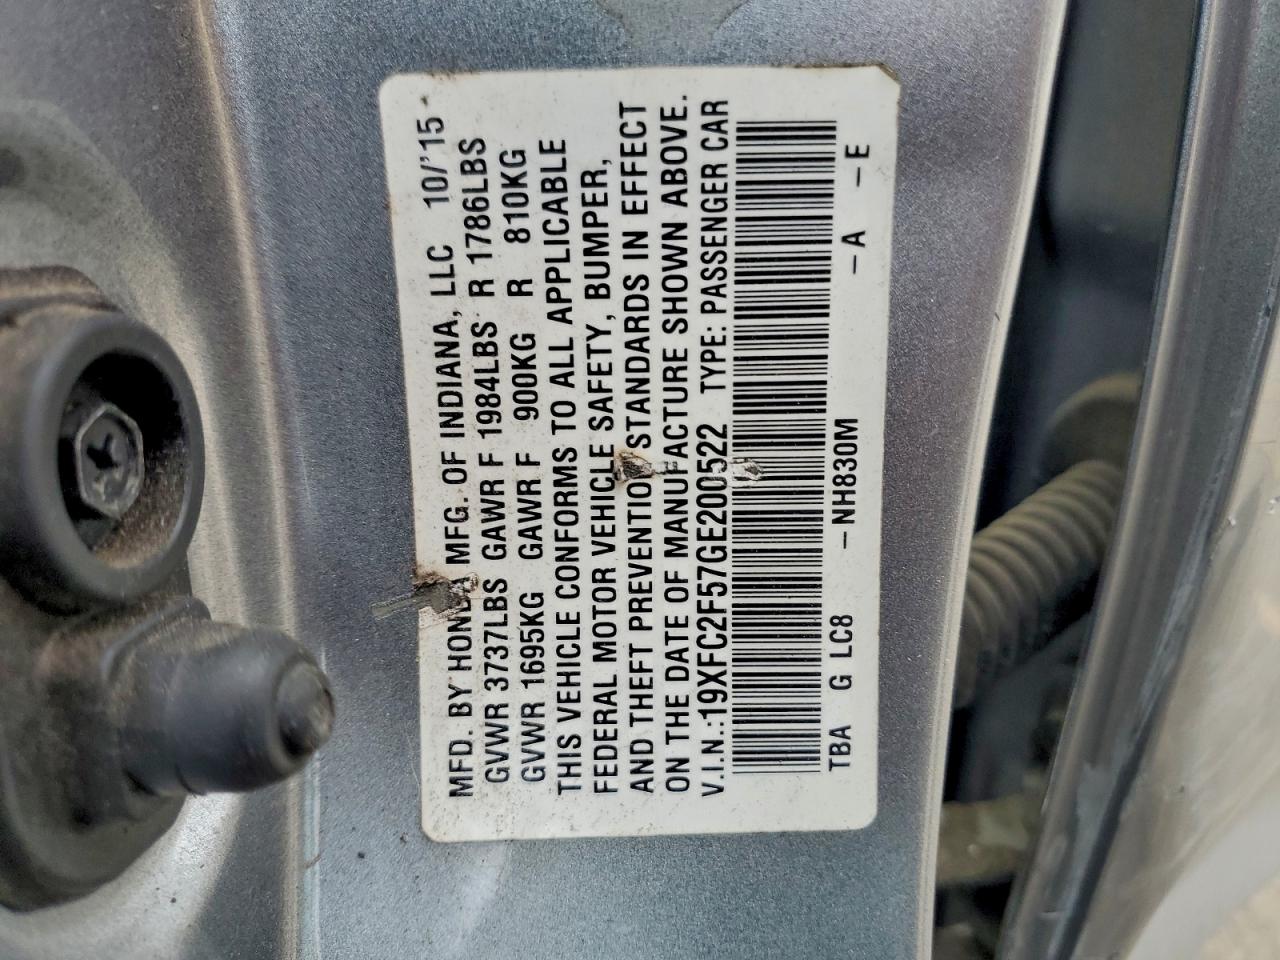 MFD. BY HONDA MFG. OF INDIANA, LLC 10/'15
GVWR 3737LBS GAWR F 1984LBS R 1786LBS
GVWR 1695KG GAWR F 900KG R 810KG
THIS VEHICLE CONFORMS TO ALL APPLICABLE
FEDERAL MOTOR VEHICLE SAFETY, BUMPER,
AND THEFT PREVENTION STANDARDS IN EFFECT
ON THE DATE OF MANUFACTURE SHOWN ABOVE.
V.I.N.:19XFC2F57GE200522 TYPE: PASSENGER CAR
TBA G LC8 –NH830M –A –E